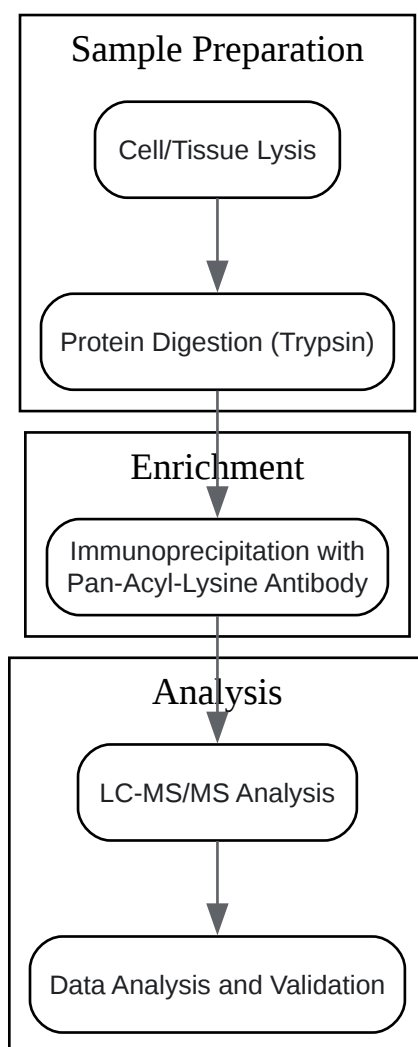 Sample Preparation
Cell/Tissue Lysis
Protein Digestion (Trypsin)
Enrichment
Immunoprecipitation with
Pan-Acyl-Lysine Antibody
Analysis
LC-MS/MS Analysis
Data Analysis and Validation